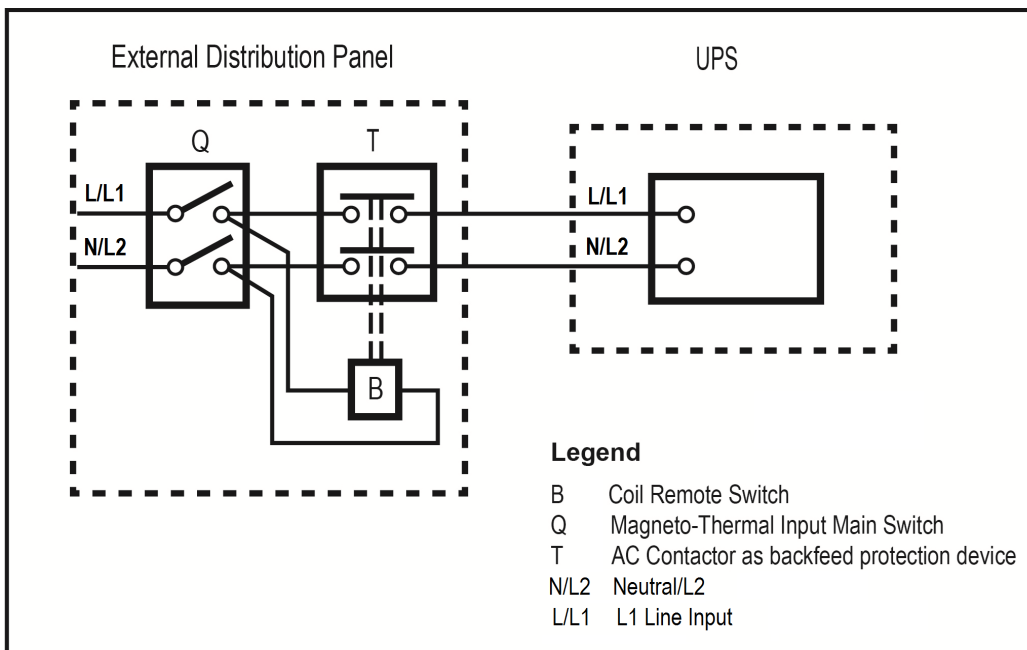 External Distribution Panel
UPS
Q
T
L/L1
N/L2
L/L1
N/L2
B
Legend
B Coil Remote Switch
Q Magneto-Thermal Input Main Switch
T AC Contactor as backfeed protection device
N/L2 Neutral/L2
L/L1 L1 Line Input